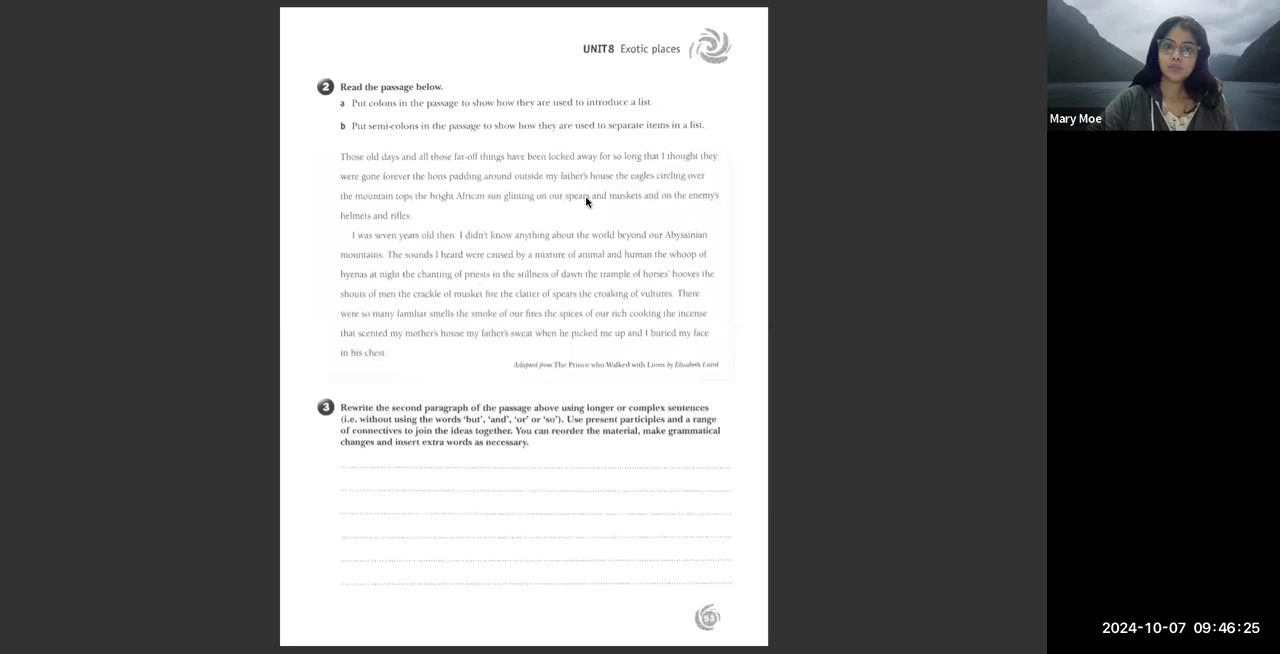 UNIT 8 Exotic places
2 Read the passage below.
a Put colons in the passage to show how they are used to introduce a list.
b Put semi-colons in the passage to show how they are used to separate items in a list.
Those old days and all those far-off things have been locked away for so long that I thought they
were gone forever the lions padding around outside my father's house the eagles circling over
the mountain tops the bright African sun glinting on our spears and muskets and on the enemy's
helmets and rifles.
I was seven years old then. I didn't know anything about the world beyond our Abyssinian
mountains. The sounds I heard were caused by a mixture of animal and human the whoop of
hyenas at night the chanting of priests in the stillness of dawn the trample of horses' hooves the
shouts of men the crackle of musket fire the clatter of spears the croaking of vultures. There
were so many familiar smells the smoke of our fires the spices of our rich cooking the incense
that scented my mother's house my father's sweat when he picked me up and I buried my face
in his chest.
Adapted from The Prince who Walked with Lions by Elizabeth Laird
3 Rewrite the second paragraph of the passage above using longer or complex sentences
(i.e. without using the words 'but', 'and', 'or' or 'so'). Use present participles and a range
of connectives to join the ideas together. You can reorder the material, make grammatical
changes and insert extra words as necessary.
53
Mary Moe
2024-10-07 09:46:25